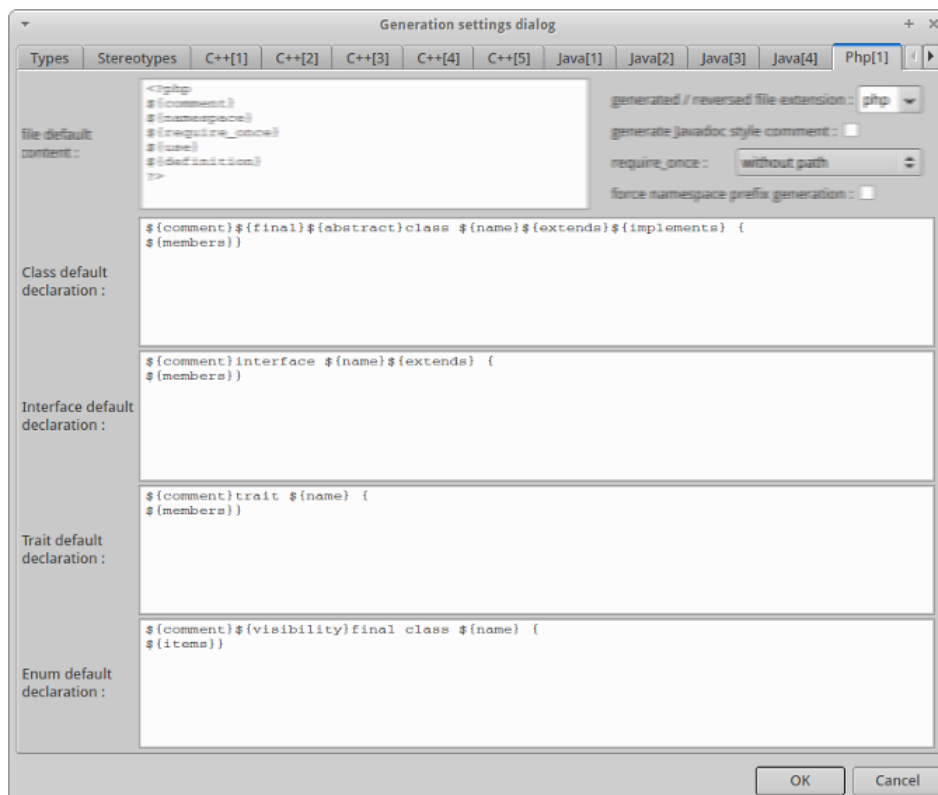 Generation settings dialog
Types Stereotypes C++[1] C++[2] C++[3] C++[4] C++[5] Java[1] Java[2] Java[3] Java[4] Php[1]
file default
content :
<?php
${comment}
${namespace}
${require_once}
${use}
${definition}
?>
generated / reversed file extension : php
generate Javadoc style comment :
require_once : without path
force namespace prefix generation :
Class default
declaration :
${comment}${final}${abstract}class ${name}${extends}${implements} {
${members}}
Interface default
declaration :
${comment}interface ${name}${extends} {
${members}}
Trait default
declaration :
${comment}trait ${name} {
${members}}
Enum default
declaration :
${comment}${visibility}final class ${name} {
${items}}
OK Cancel